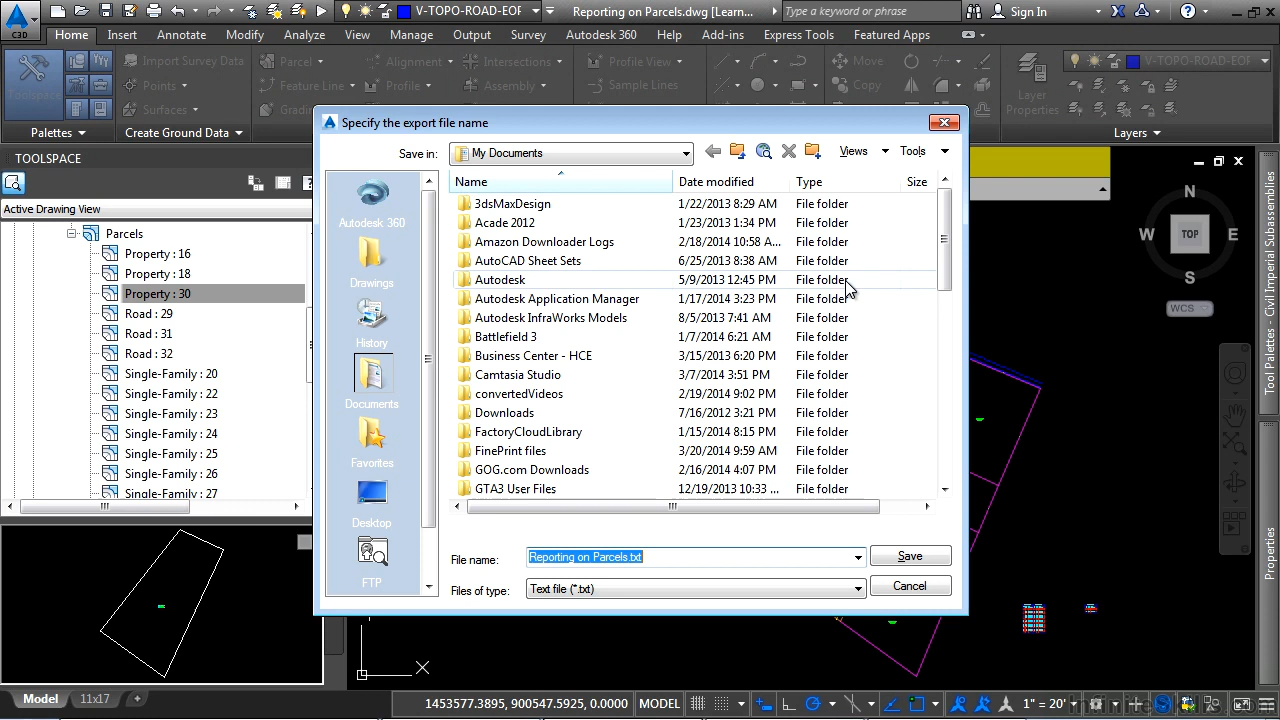 V-TOPO-ROAD-EOF
Reporting on Parcels.dwg [Learn...
Type a keyword or phrase
Sign In
C3D
Home
Insert
Annotate
Modify
Analyze
View
Manage
Output
Survey
Autodesk 360
Help
Add-ins
Express Tools
Featured Apps
Toolspace
Import Survey Data
Points
Surfaces
Parcel
Feature Line
Grading
Alignment
Profile
Intersections
Assembly
Profile View
Sample Lines
Move
Copy
Layer
Properties
V-TOPO-ROAD-EOF
Palettes
Create Ground Data
Layers
TOOLSPACE
Active Drawing View
Parcels
Property : 16
Property : 18
Property : 30
Road : 29
Road : 31
Road : 32
Single-Family : 20
Single-Family : 22
Single-Family : 23
Single-Family : 24
Single-Family : 25
Single-Family : 26
Single-Family : 27
Specify the export file name
Save in:
My Documents
Views
Tools
Autodesk 360
Drawings
History
Documents
Favorites
Desktop
FTP
Name Date modified Type Size
3dsMaxDesign 1/22/2013 8:29 AM File folder
Acade 2012 1/23/2013 1:34 PM File folder
Amazon Downloader Logs 2/18/2014 10:58 A... File folder
AutoCAD Sheet Sets 6/25/2013 8:38 AM File folder
Autodesk 5/9/2013 12:45 PM File folder
Autodesk Application Manager 1/17/2014 3:23 PM File folder
Autodesk InfraWorks Models 8/5/2013 7:41 AM File folder
Battlefield 3 1/7/2014 6:21 AM File folder
Business Center - HCE 3/15/2013 6:20 PM File folder
Camtasia Studio 3/7/2014 3:51 PM File folder
convertedVideos 2/19/2014 9:02 PM File folder
Downloads 7/16/2012 3:21 PM File folder
FactoryCloudLibrary 1/15/2014 8:15 PM File folder
FinePrint files 3/20/2014 9:59 AM File folder
GOG.com Downloads 2/16/2014 4:07 PM File folder
GTA3 User Files 12/19/2013 10:33 ... File folder
File name:
Reporting on Parcels.txt
Save
Files of type:
Text file (*.txt)
Cancel
N
W
TOP
E
S
WCS
Tool Palettes - Civil Imperial Subassemblies
Properties
Model
11x17
1453577.3895, 500547.5925, 0.0000
MODEL
1" = 20'